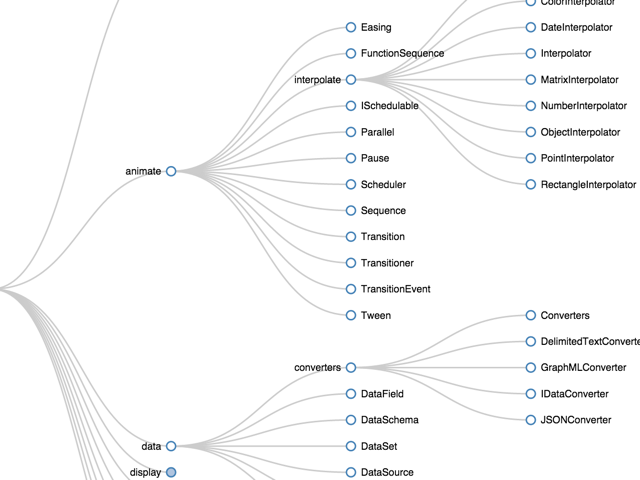 ColorInterpolator
Easing
DateInterpolator
FunctionSequence
Interpolator
interpolate
MatrixInterpolator
ISchedulable
NumberInterpolator
Parallel
ObjectInterpolator
Pause
PointInterpolator
animate
Scheduler
RectangleInterpolator
Sequence
Transition
Transitioner
TransitionEvent
Tween
Converters
DelimitedTextConverte
converters
GraphMLConverter
DataField
IDataConverter
DataSchema
JSONConverter
data
DataSet
display
DataSource